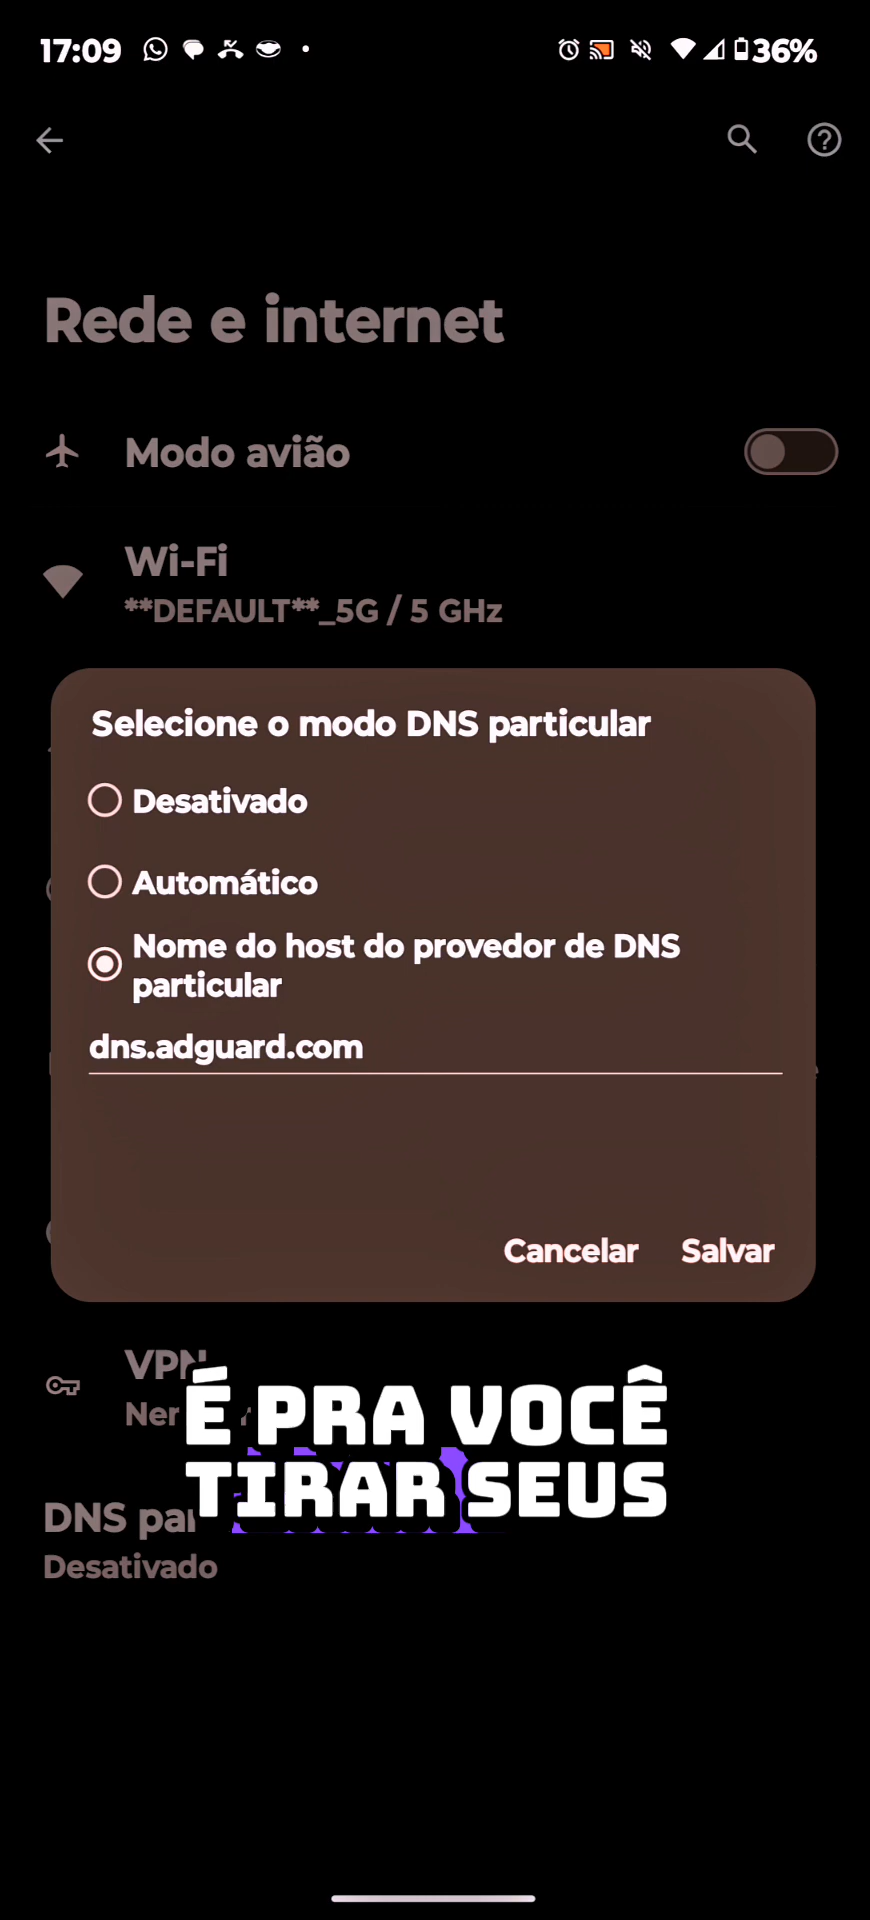 17:09
36%
Rede e internet
Modo avião
Wi-Fi
**DEFAULT**_5G / 5 GHz
Selecione o modo DNS particular
Desativado
Automático
Nome do host do provedor de DNS
particular
dns.adguard.com
Cancelar Salvar
VPN
É PRA VOCÊ
TIRAR SEUS
DNS
Desativado